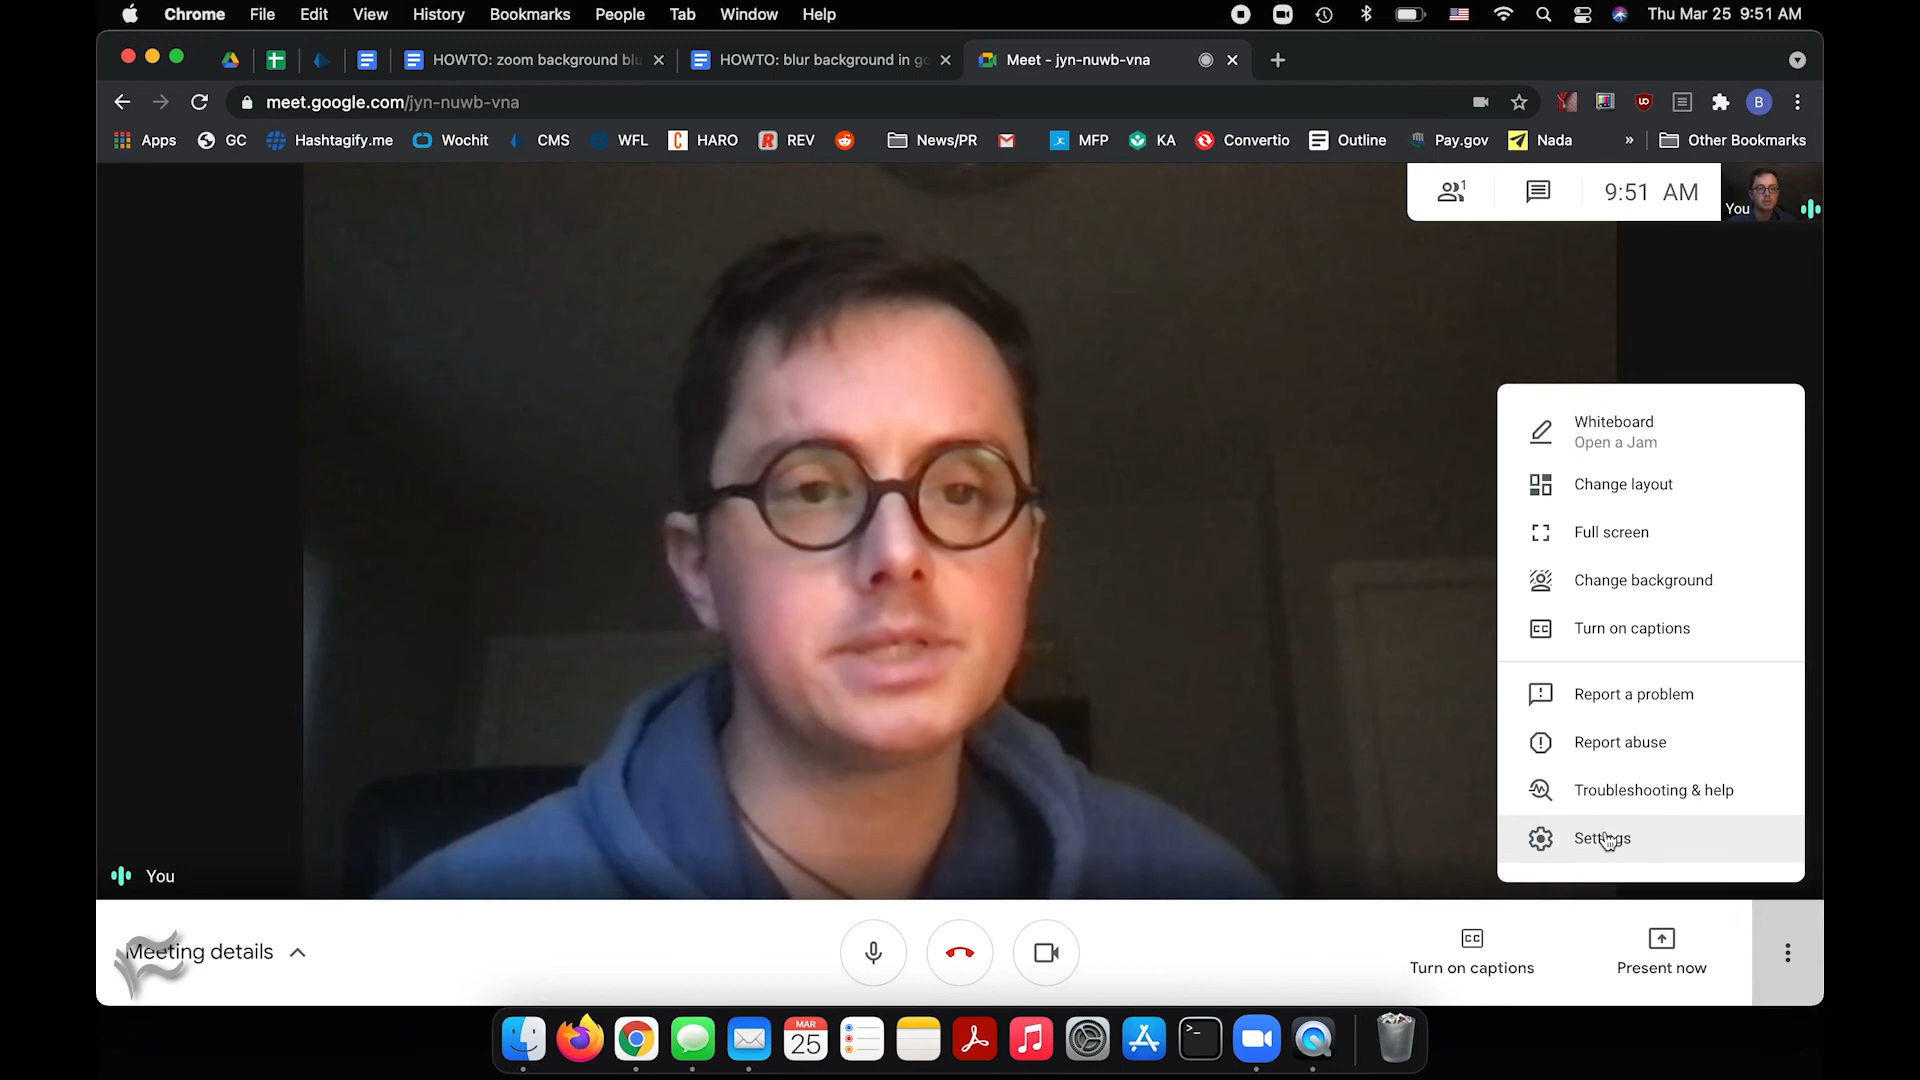 Chrome File Edit View History Bookmarks People Tab Window Help Thu Mar 25 9:51 AM
HOWTO: zoom background blu HOWTO: blur background in go Meet - jyn-nuwb-vna
meet.google.com/jyn-nuwb-vna B
Apps GC Hashtagify.me Wochit CMS WFL HARO REV News/PR MFP KA Convertio Outline Pay.gov Nada » Other Bookmarks
1 9:51 AM You
Whiteboard
Open a Jam
Change layout
Full screen
Change background
CC Turn on captions
Report a problem
Report abuse
Troubleshooting & help
Settings
You
Meeting details
CC
Turn on captions Present now
MAR
25